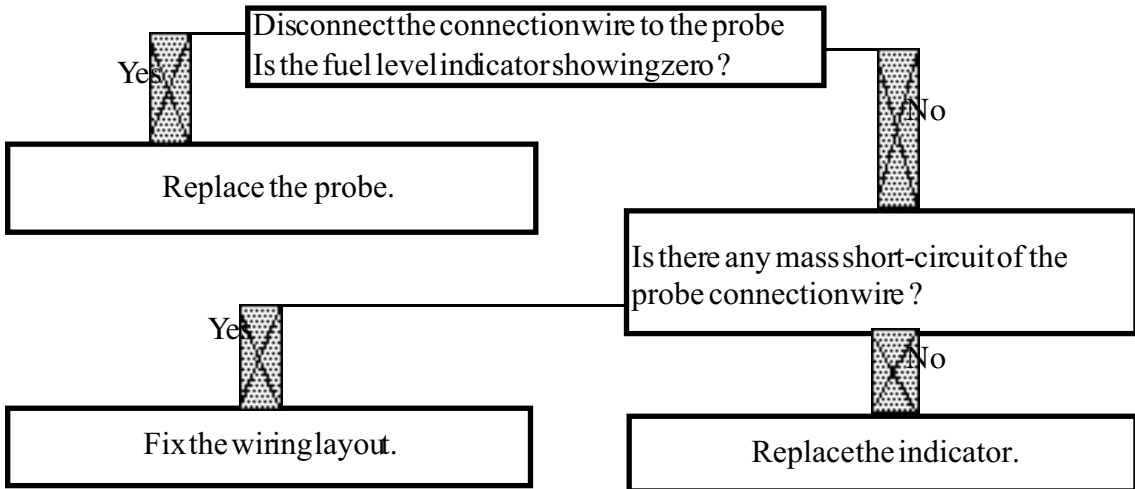 Disconnect the connection wire to the probe
Is the fuel level indicator showing zero ?
Yes
No
Replace the probe.
Is there any mass short-circuit of the
probe connection wire ?
Yes
No
Fix the wiring layout.
Replace the indicator.